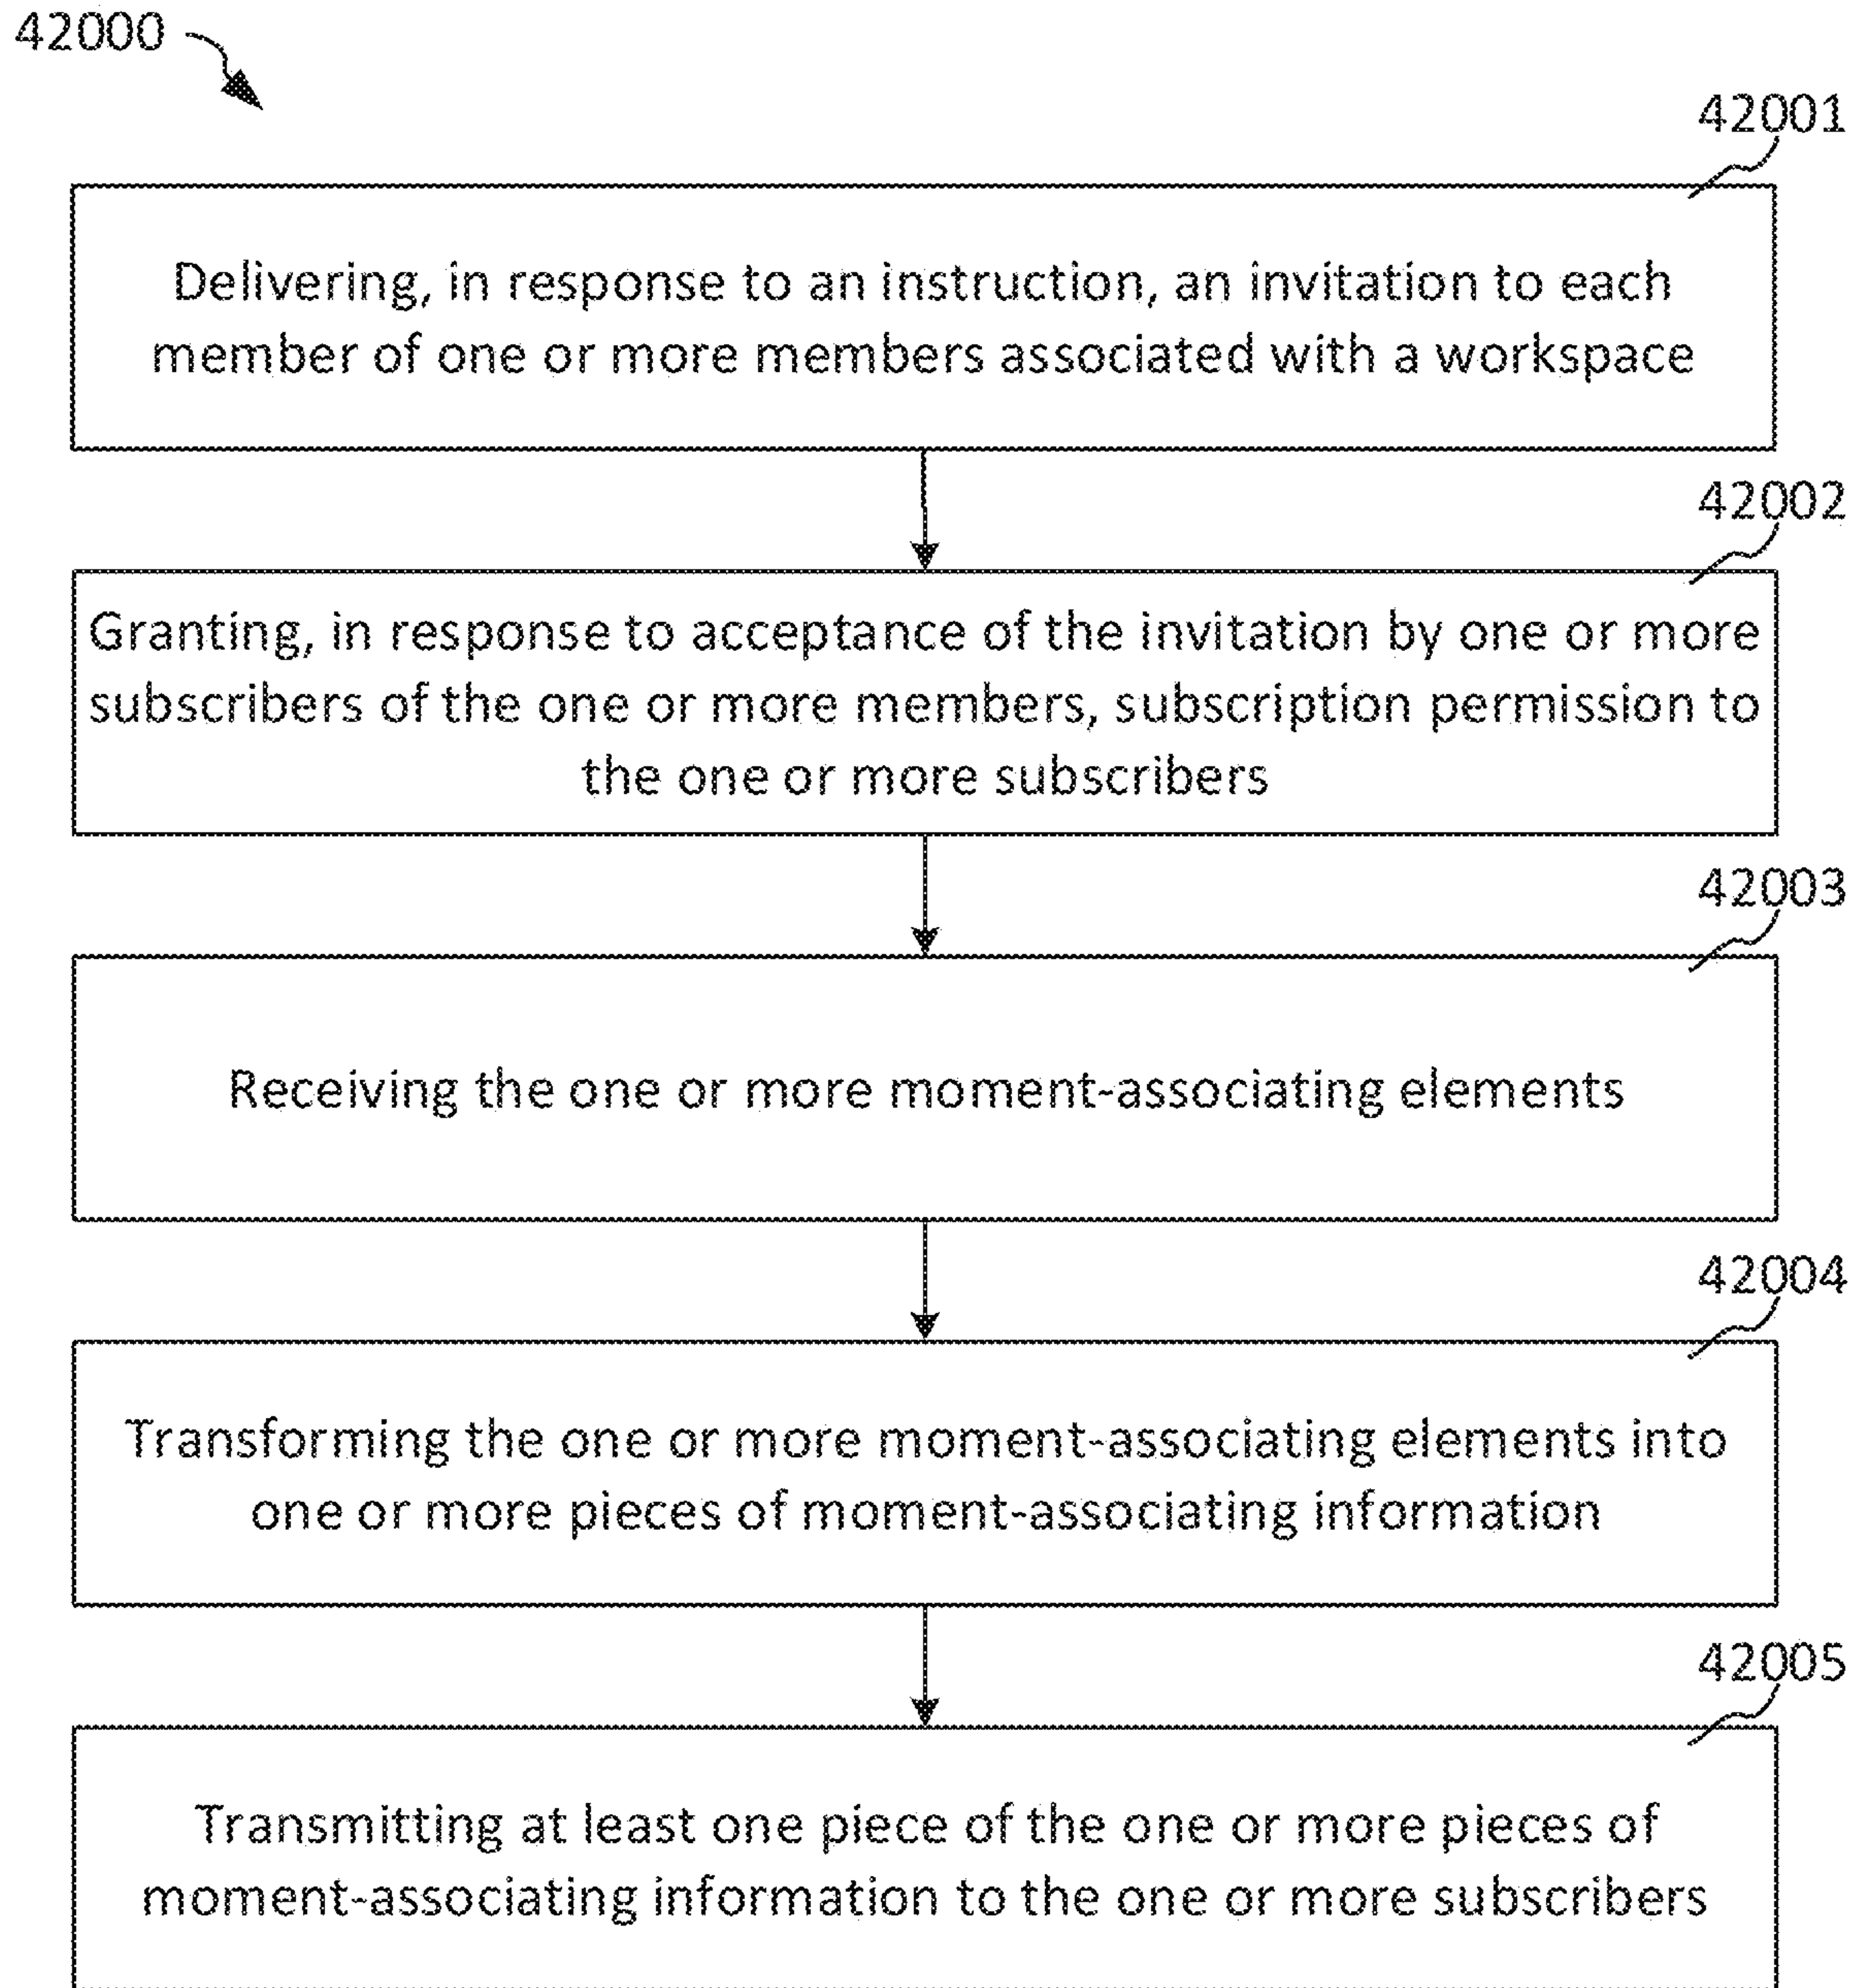 42000
42001
Delivering, in response to an instruction, an invitation to each
member of one or more members associated with a workspace
42002
Granting, in response to acceptance of the invitation by one or more
subscribers of the one or more members, subscription permission to
the one or more subscribers
42003
Receiving the one or more moment-associating elements
42004
Transforming the one or more moment-associating elements into
one or more pieces of moment-associating information
42005
Transmitting at least one piece of the one or more pieces of
moment-associating information to the one or more subscribers